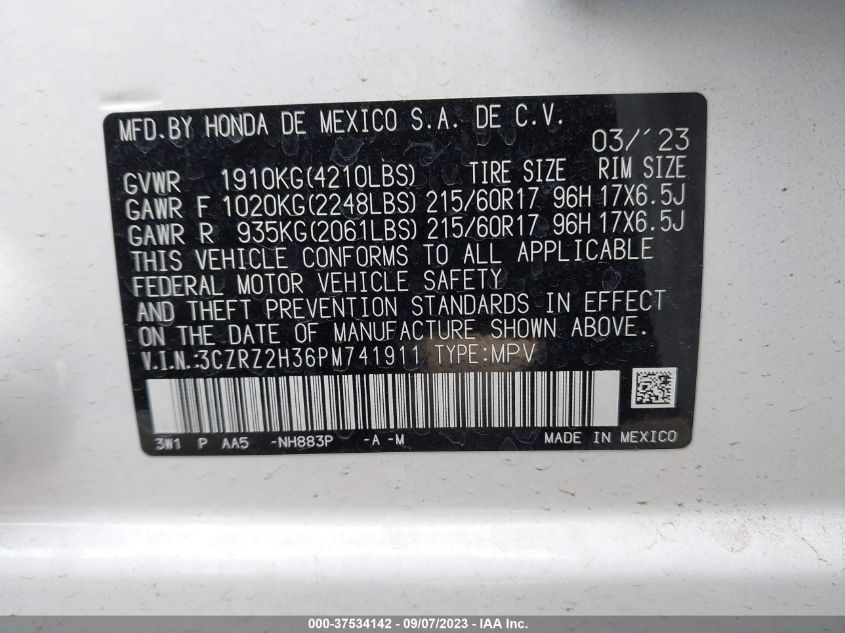 MFD. BY HONDA DE MEXICO S.A. DE C.V.
03/'23
GVWR 1910KG(4210LBS) TIRE SIZE RIM SIZE
GAWR F 1020KG(2248LBS) 215/60R17 96H 17X6.5J
GAWR R 935KG(2061LBS) 215/60R17 96H 17X6.5J
THIS VEHICLE CONFORMS TO ALL APPLICABLE
FEDERAL MOTOR VEHICLE SAFETY
AND THEFT PREVENTION STANDARDS IN EFFECT
ON THE DATE OF MANUFACTURE SHOWN ABOVE.
V.I.N.:3CZRZ2H36PM741911 TYPE:MPV
3W1 P AA5 -NH883P -A -M MADE IN MEXICO
000-37534142 - 09/07/2023 - IAA Inc.